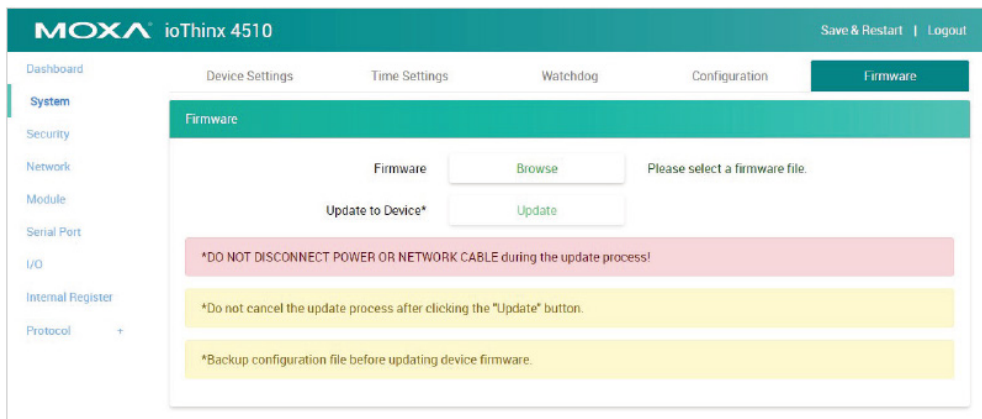 MOXA ioThinx 4510
Save & Restart | Logout
Dashboard
System
Security
Network
Module
Serial Port
I/O
Internal Register
Protocol +
Device Settings Time Settings Watchdog Configuration Firmware
Firmware
Firmware Browse Please select a firmware file.
Update to Device* Update
*DO NOT DISCONNECT POWER OR NETWORK CABLE during the update process!
*Do not cancel the update process after clicking the "Update" button.
*Backup configuration file before updating device firmware.